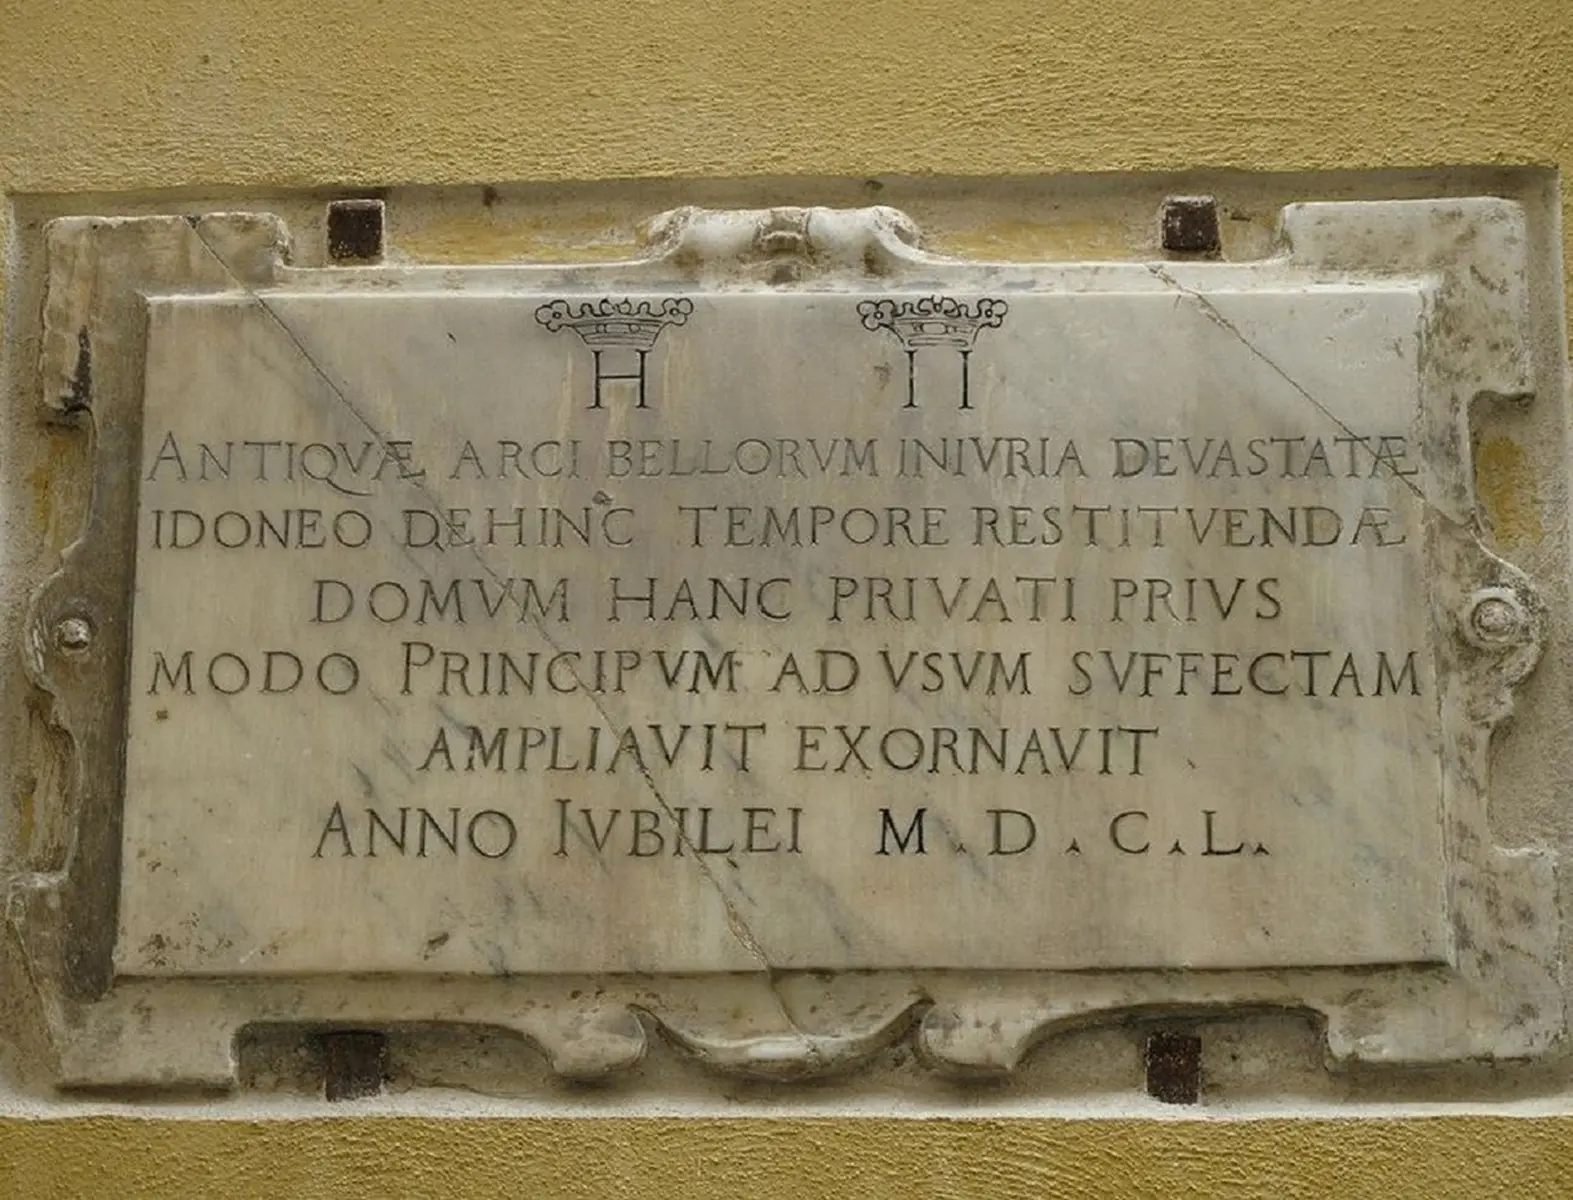 H II
ANTIQVÆ ARCI BELLORVM INIVRIA DEVASTATÆ
IDONEO DEHINC TEMPORE RESTITVENDÆ
DOMVM HANC PRIVATI PRIVS
MODO PRINCIPVM AD VSVM SVFFECTAM
AMPLIAVIT EXORNAVIT
ANNO IVBILEI M.D.C.L.